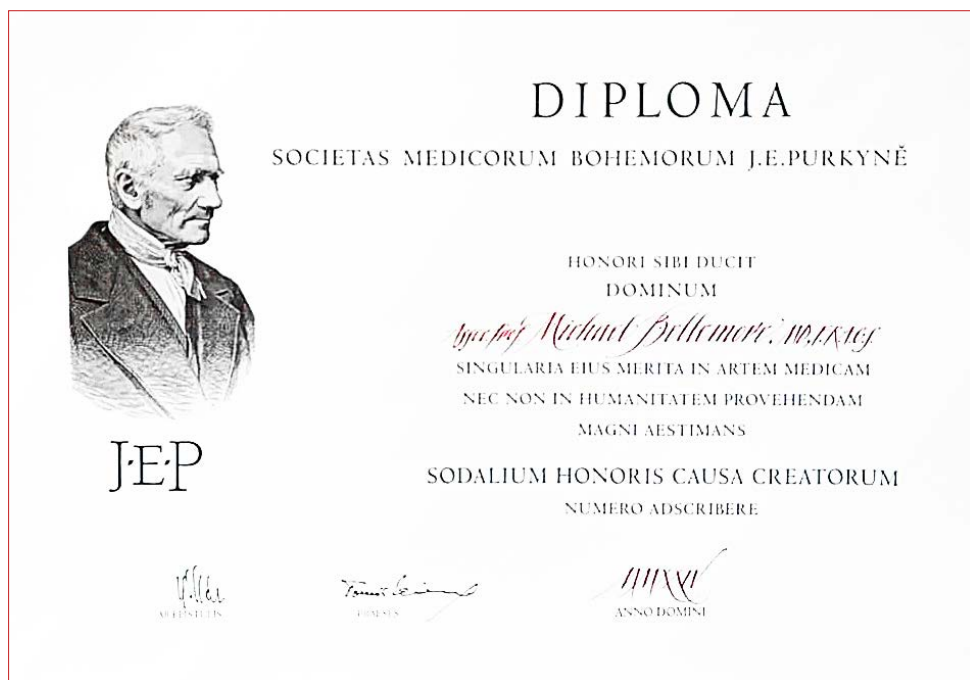 DIPLOMA
SOCIETAS MEDICORUM BOHEMORUM J.E.PURKYNĚ
HONORI SIBI DUCIT
DOMINUM
Michael Bellemore
SINGULARIA EIUS MERITA IN ARTEM MEDICAM
NEC NON IN HUMANITATEM PROVEHENDAM
MAGNI AESTIMANS
J·E·P
SODALIUM HONORIS CAUSA CREATORUM
NUMERO ADSCRIBERE
PRAESES
ANNO DOMINI